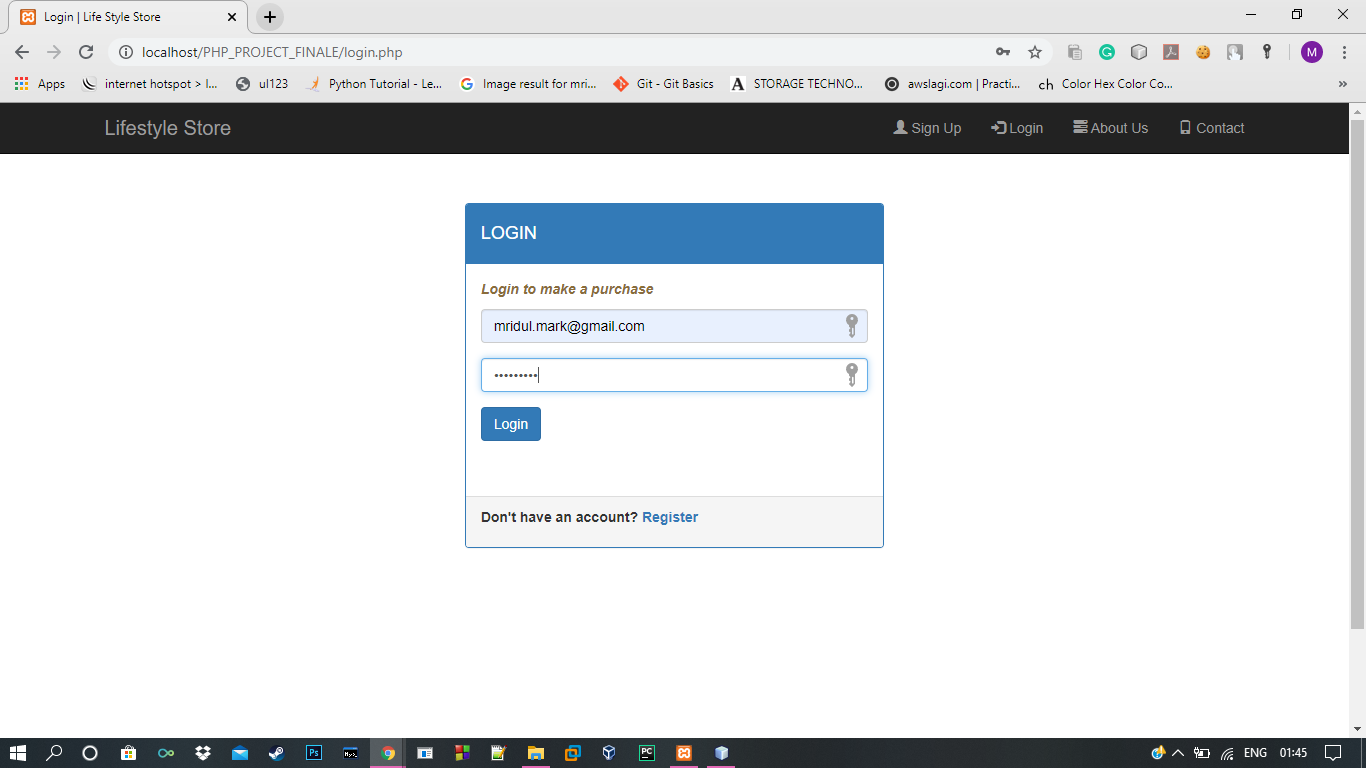 Login | Life Style Store
localhost/PHP_PROJECT_FINALE/login.php
M
Apps internet hotspot > l... ul123 Python Tutorial - Le... Image result for mri... Git - Git Basics STORAGE TECHNO... awslagi.com | Practi... ch Color Hex Color Co... »
Lifestyle Store Sign Up Login About Us Contact
LOGIN
Login to make a purchase
mridul.mark@gmail.com
•••••••••
Login
Don't have an account? Register
Ps PC ENG 01:45